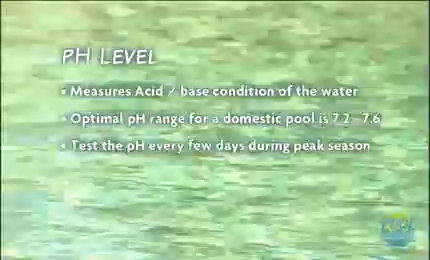 PH LEVEL
• Measures Acid / base condition of the water
• Optimal pH range for a domestic pool is 7.2 - 7.6
• Test the pH every few days during peak season